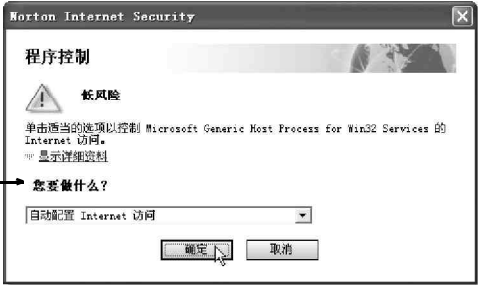 Norton Internet Security
程序控制
低风险
单击适当的选项以控制 Microsoft Generic Host Process for Win32 Services 的
Internet 访问。
显示详细资料
您要做什么?
自动配置 Internet 访问
确定
取消